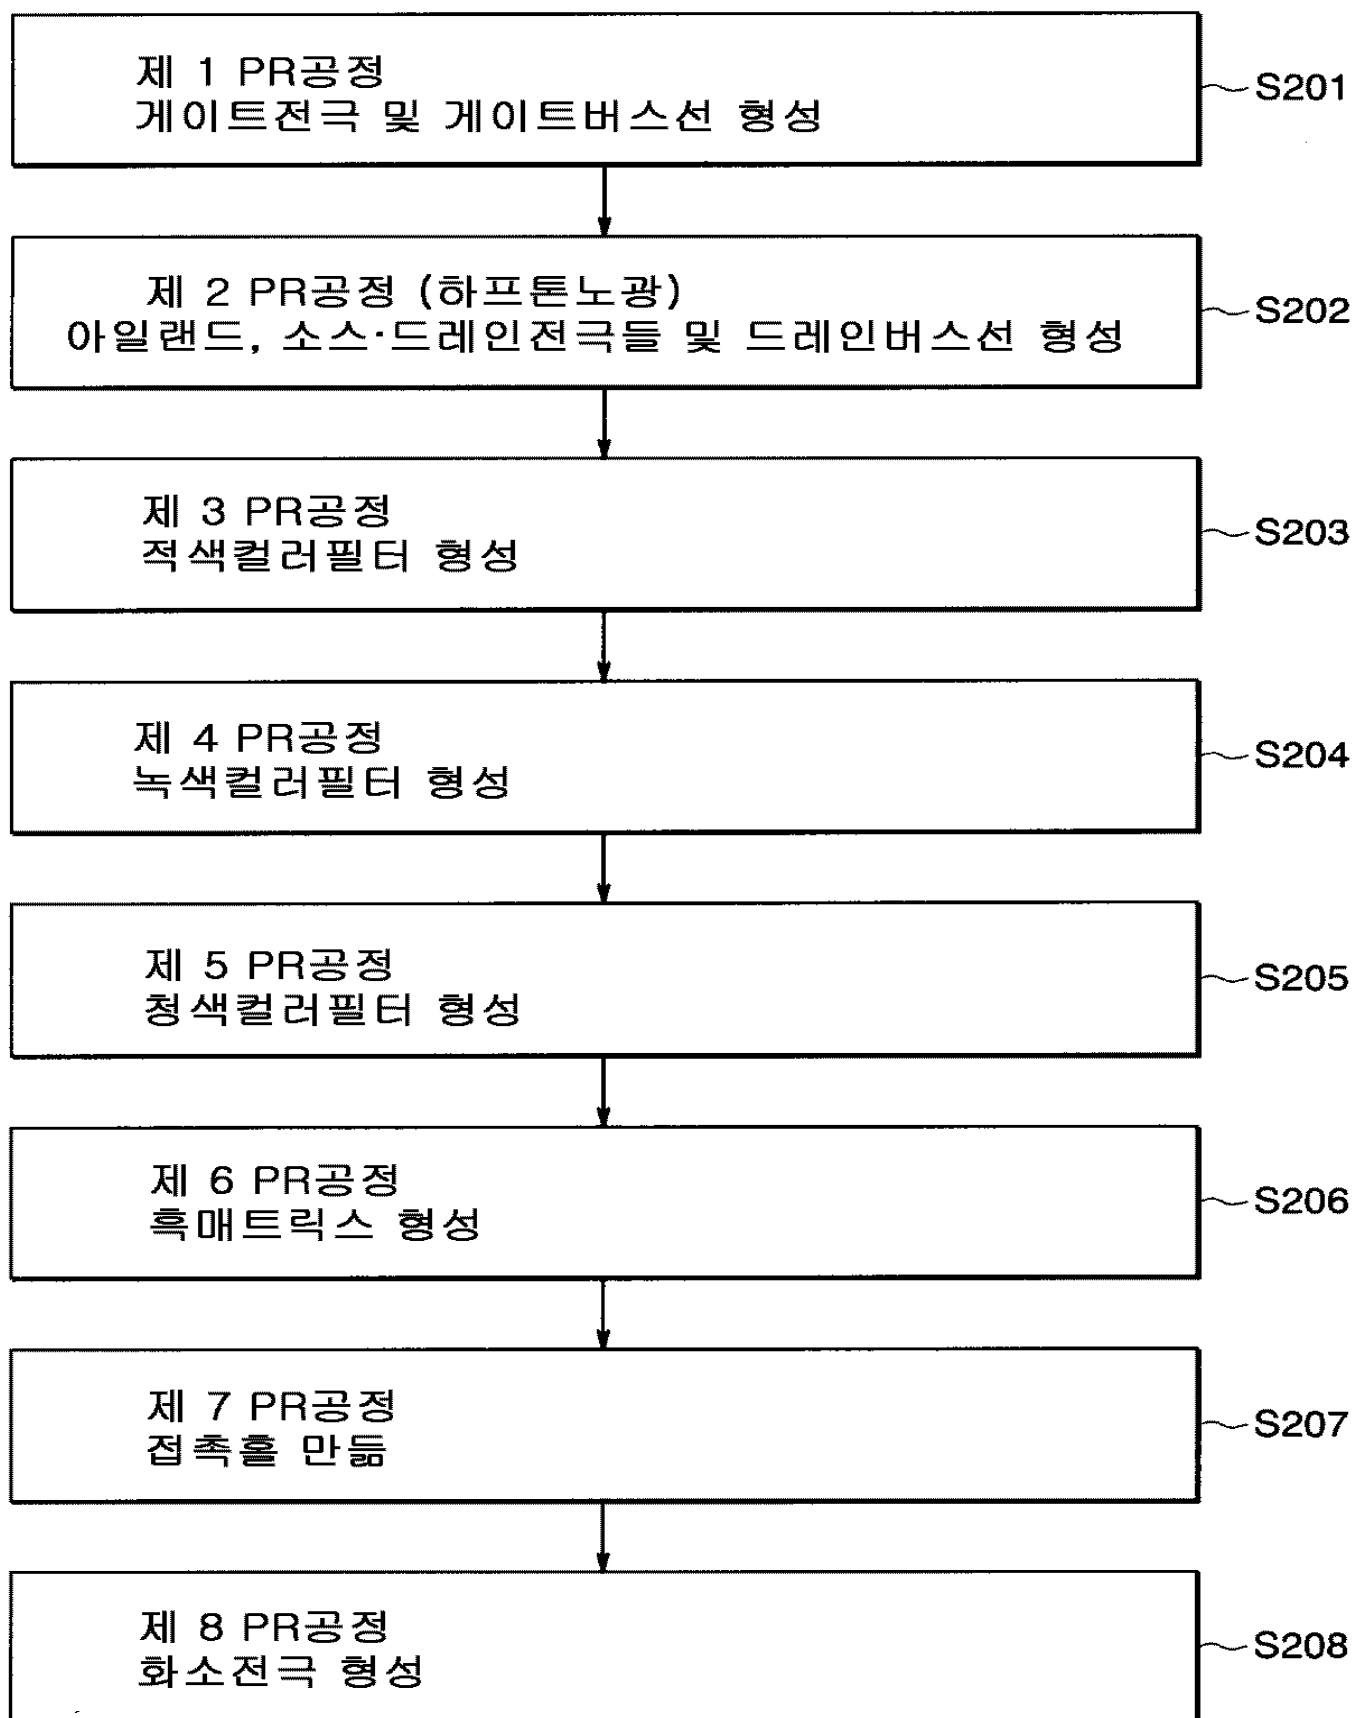 제 1 PR공정
게이트전극 및 게이트버스선 형성
S201
제 2 PR공정 (하프톤노광)
아일랜드, 소스·드레인전극들 및 드레인버스선 형성
S202
제 3 PR공정
적색컬러필터 형성
S203
제 4 PR공정
녹색컬러필터 형성
S204
제 5 PR공정
청색컬러필터 형성
S205
제 6 PR공정
흑매트릭스 형성
S206
제 7 PR공정
접촉홀 만듦
S207
제 8 PR공정
화소전극 형성
S208